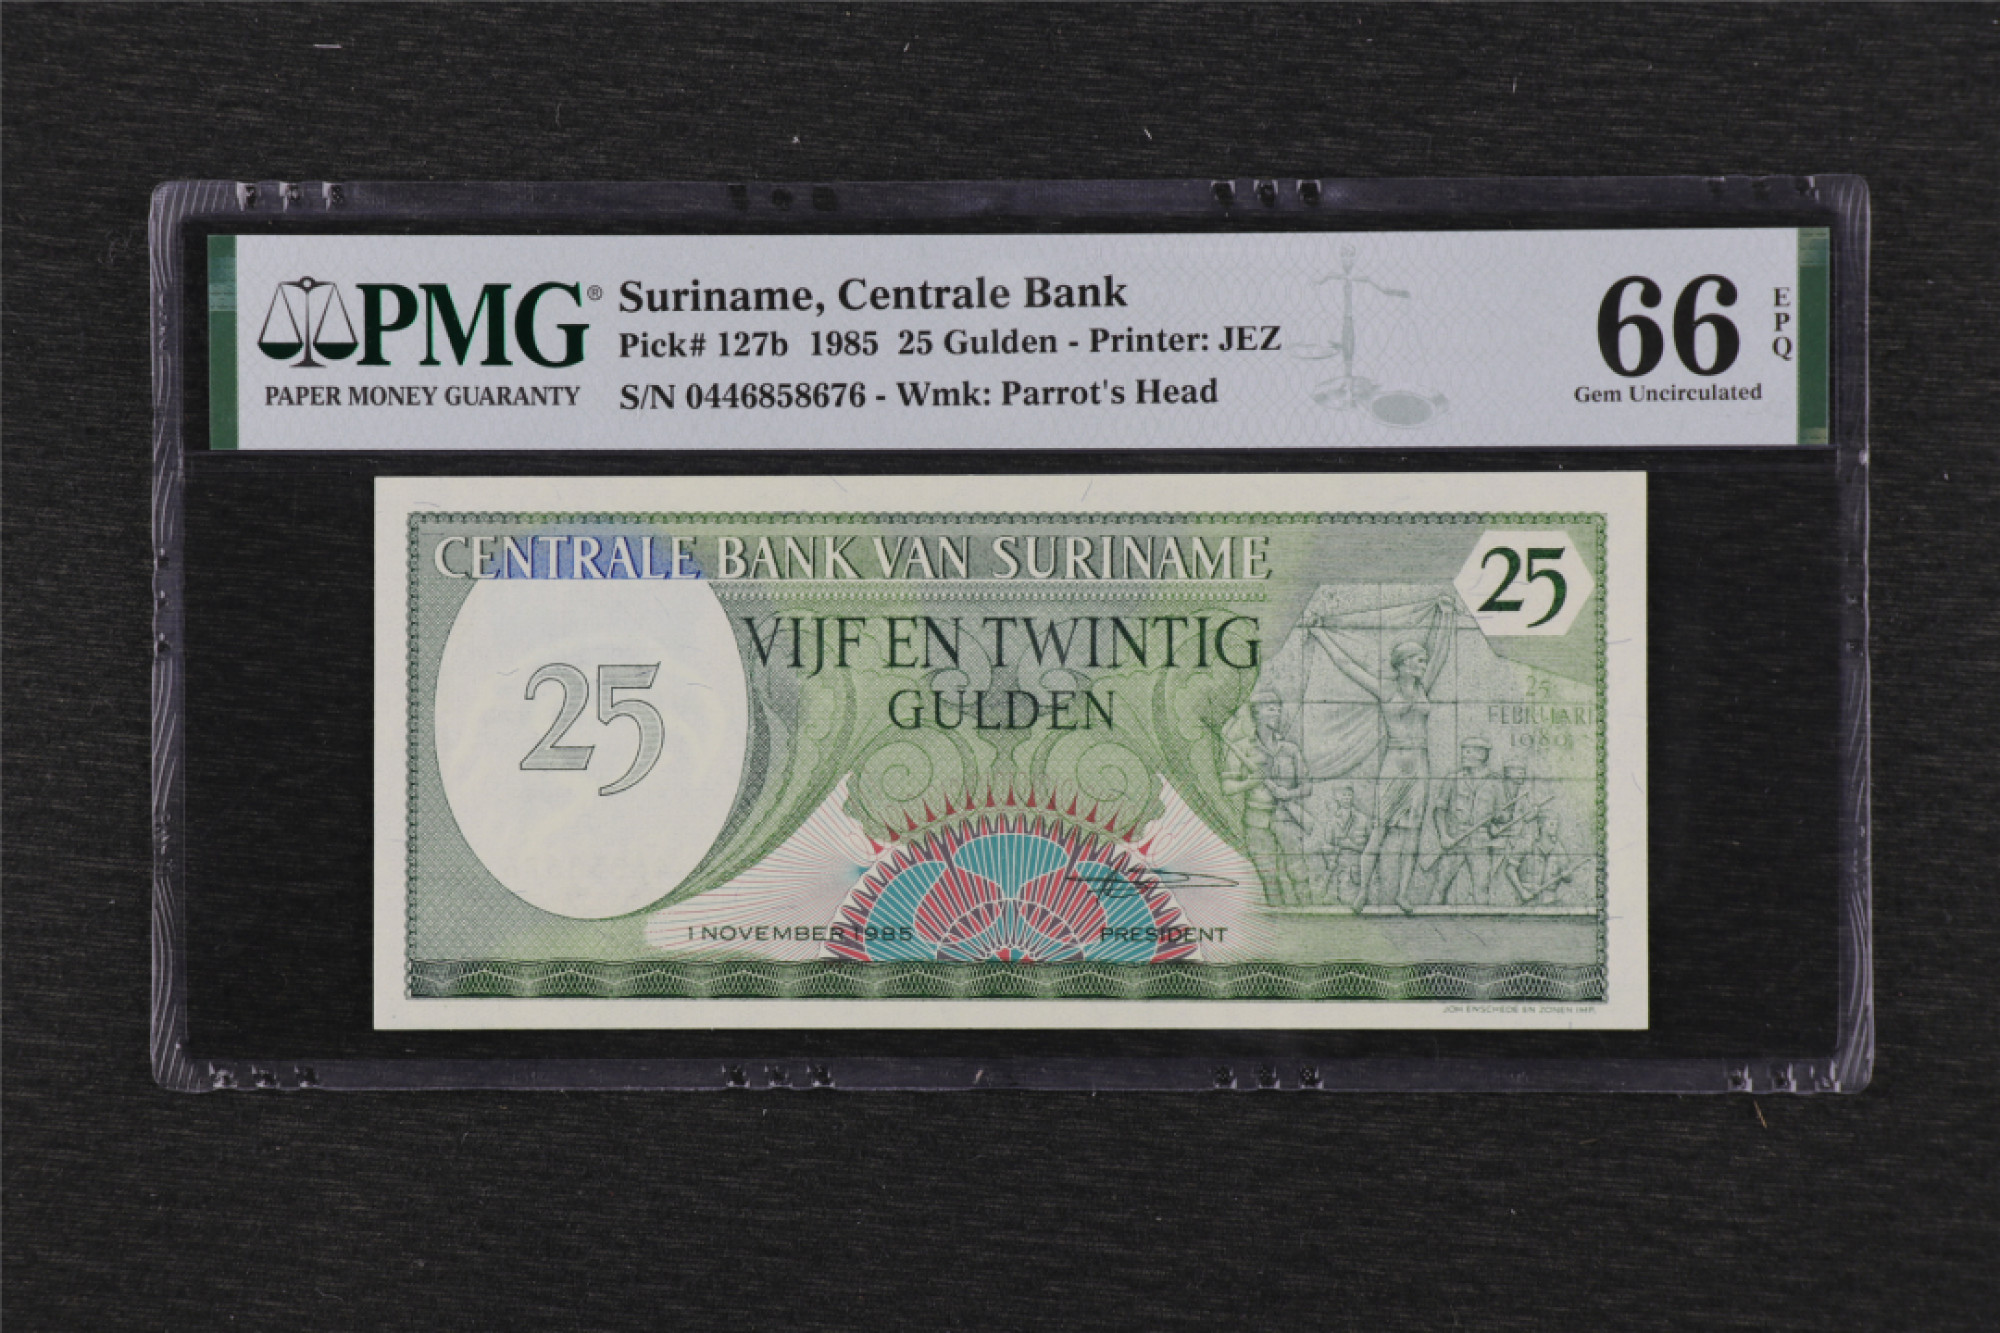 PMG®
PAPER MONEY GUARANTY
Suriname, Centrale Bank
Pick# 127b 1985 25 Gulden - Printer: JEZ
S/N 0446858676 - Wmk: Parrot's Head
66
EPQ
Gem Uncirculated
CENTRALE BANK VAN SURINAME
25
VIJF EN TWINTIG
GULDEN
25
25
FEBRUARI
1980
1 NOVEMBER 1985
PRESIDENT
JOH ENSCHEDE EN ZONEN IMP.